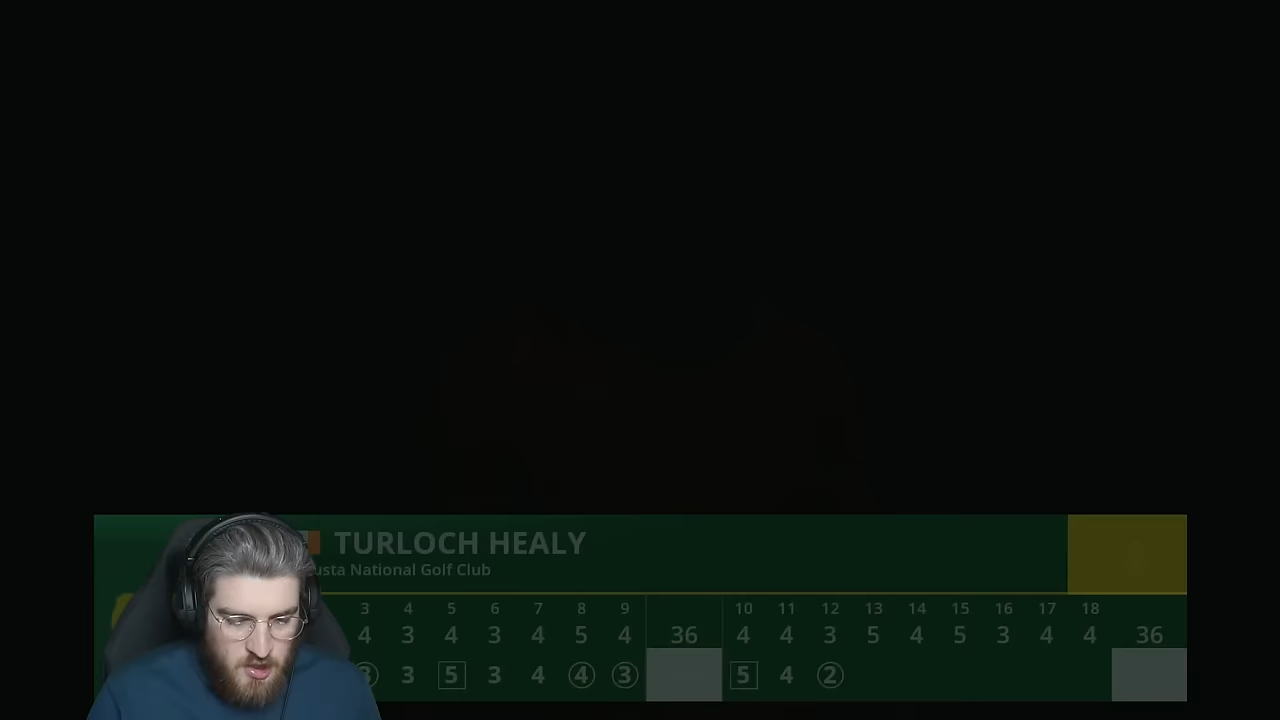 TURLOCH HEALY
usta National Golf Club
3 4 5 6 7 8 9 10 11 12 13 14 15 16 17 18
4 3 4 3 4 5 4 36 4 4 3 5 4 5 3 4 4 36
3 3 5 3 4 4 3 5 4 2